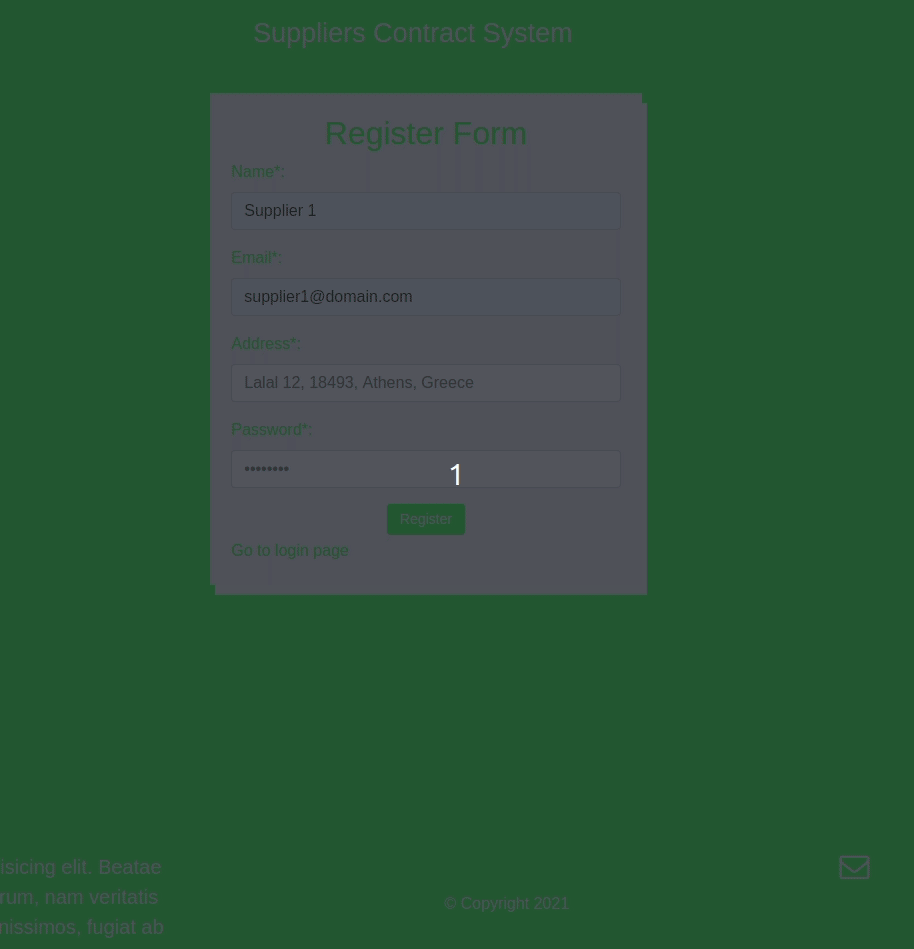 Suppliers Contract System
Register Form
Name*:
Supplier 1
Email*:
supplier1@domain.com
Address*:
Lalal 12, 18493, Athens, Greece
Password*:
••••••••
1
Register
Go to login page
isicing elit. Beatae
rum, nam veritatis
nissimos, fugiat ab
© Copyright 2021